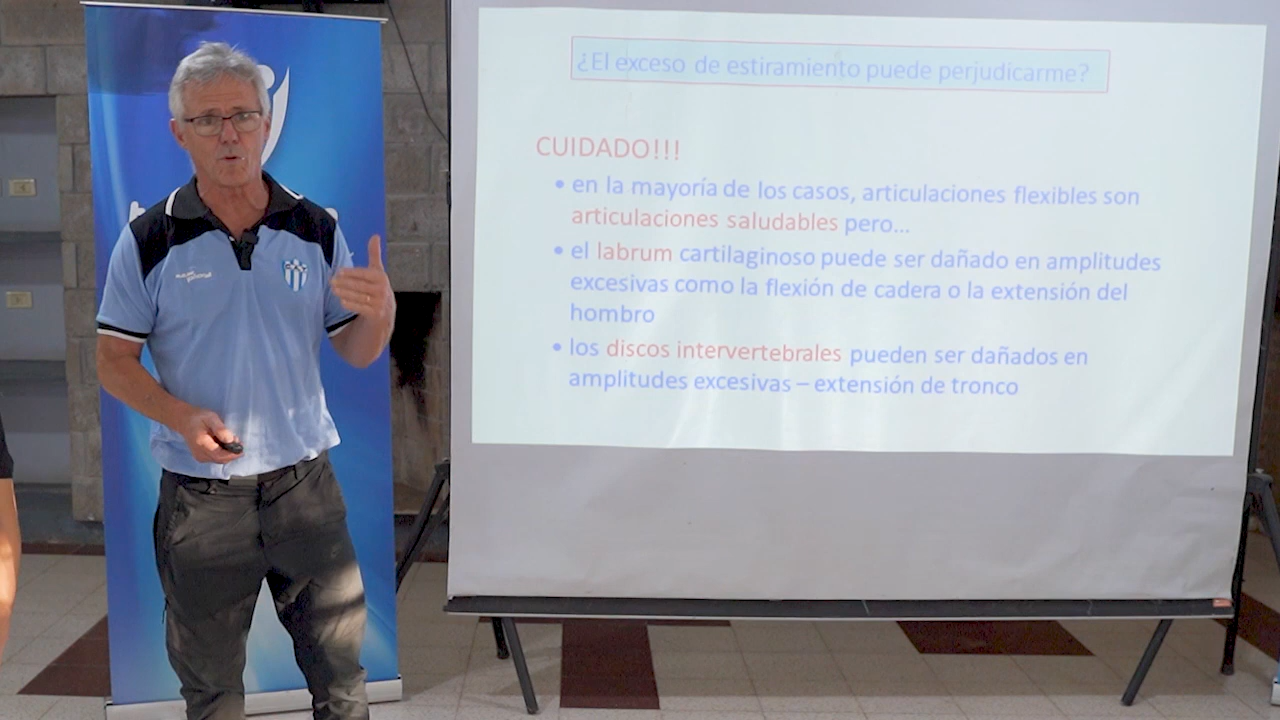 ¿El exceso de estiramiento puede perjudicarme?
CUIDADO!!!
• en la mayoría de los casos, articulaciones flexibles son
articulaciones saludables pero...
• el labrum cartilaginoso puede ser dañado en amplitudes
excesivas como la flexión de cadera o la extensión del
hombro
• los discos intervertebrales pueden ser dañados en
amplitudes excesivas – extensión de tronco